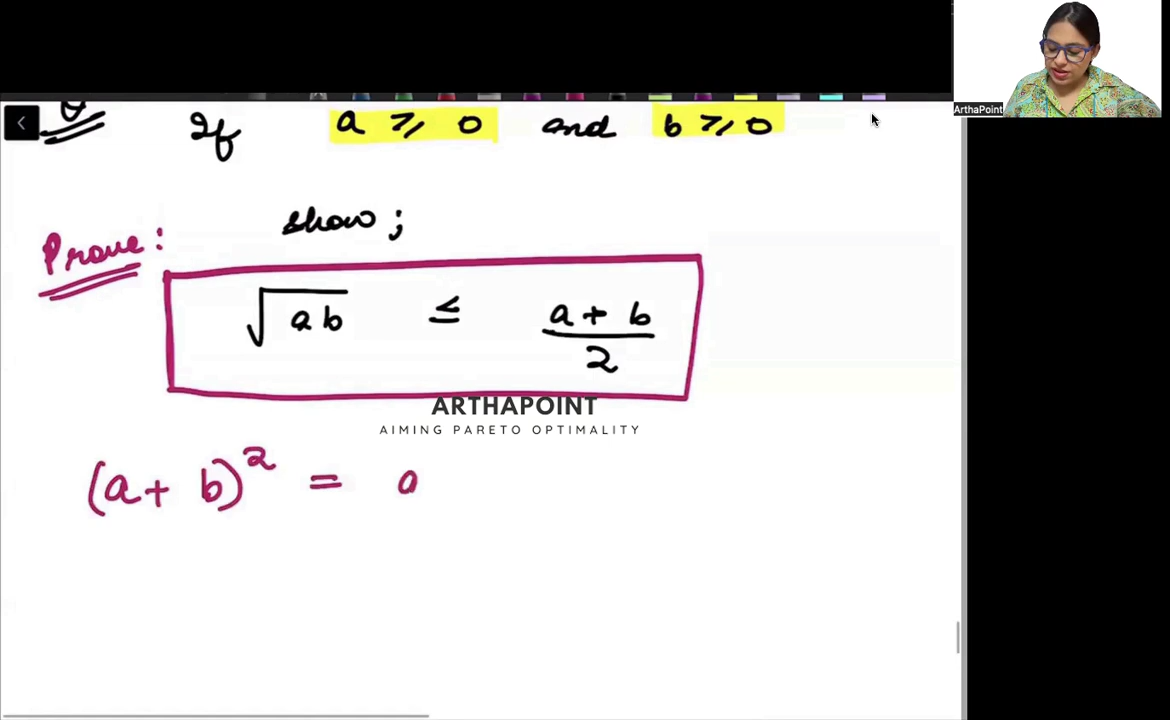 ArthaPoint
If a ≥ 0 and b ≥ 0
show;
Prove:
√ab ≤ a + b / 2
ARTHAPOINT
AIMING PARETO OPTIMALITY
(a + b)² = a